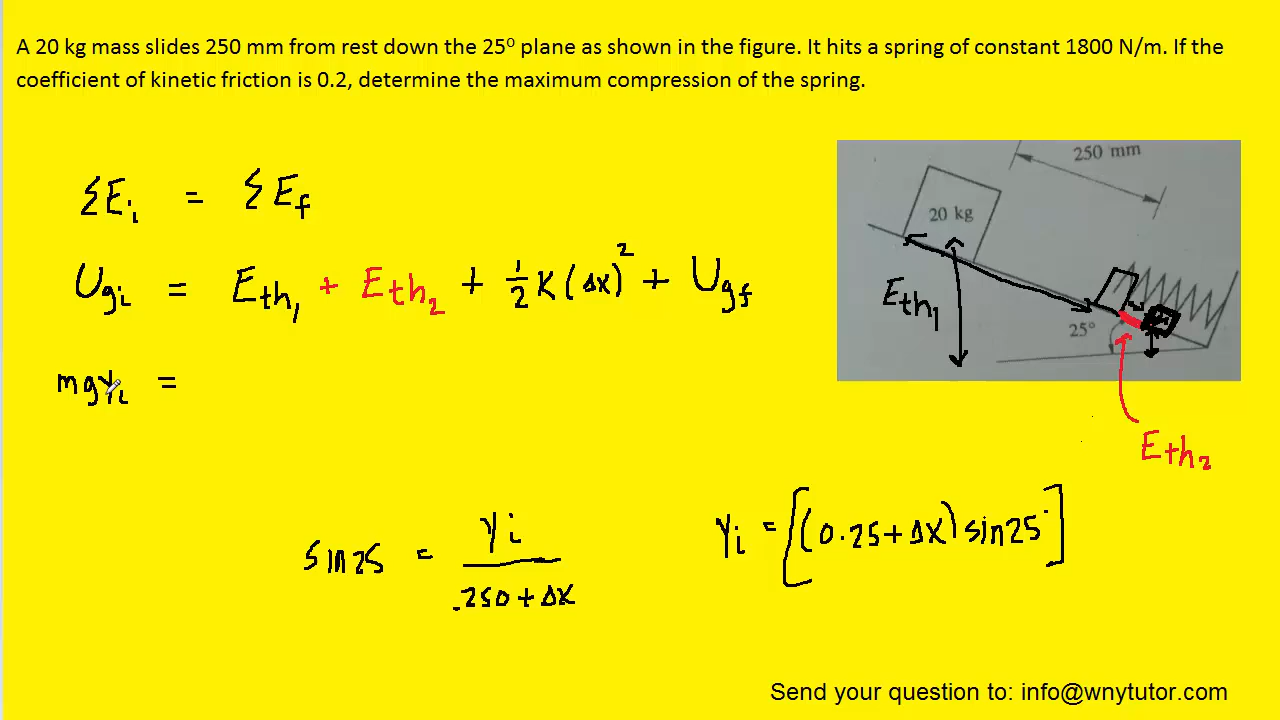 A 20 kg mass slides 250 mm from rest down the 25⁰ plane as shown in the figure. It hits a spring of constant 1800 N/m. If the
coefficient of kinetic friction is 0.2, determine the maximum compression of the spring.
ΣEi = ΣEf
Ugi = Eth1 + Eth2 + 1/2 K(Δx)² + Ugf
mgyi =
250 mm
20 kg
Eth1
25°
Eth2
sin25 = yi / .250 + Δx
yi = [(0.25+Δx) sin25°]
Send your question to: info@wnytutor.com